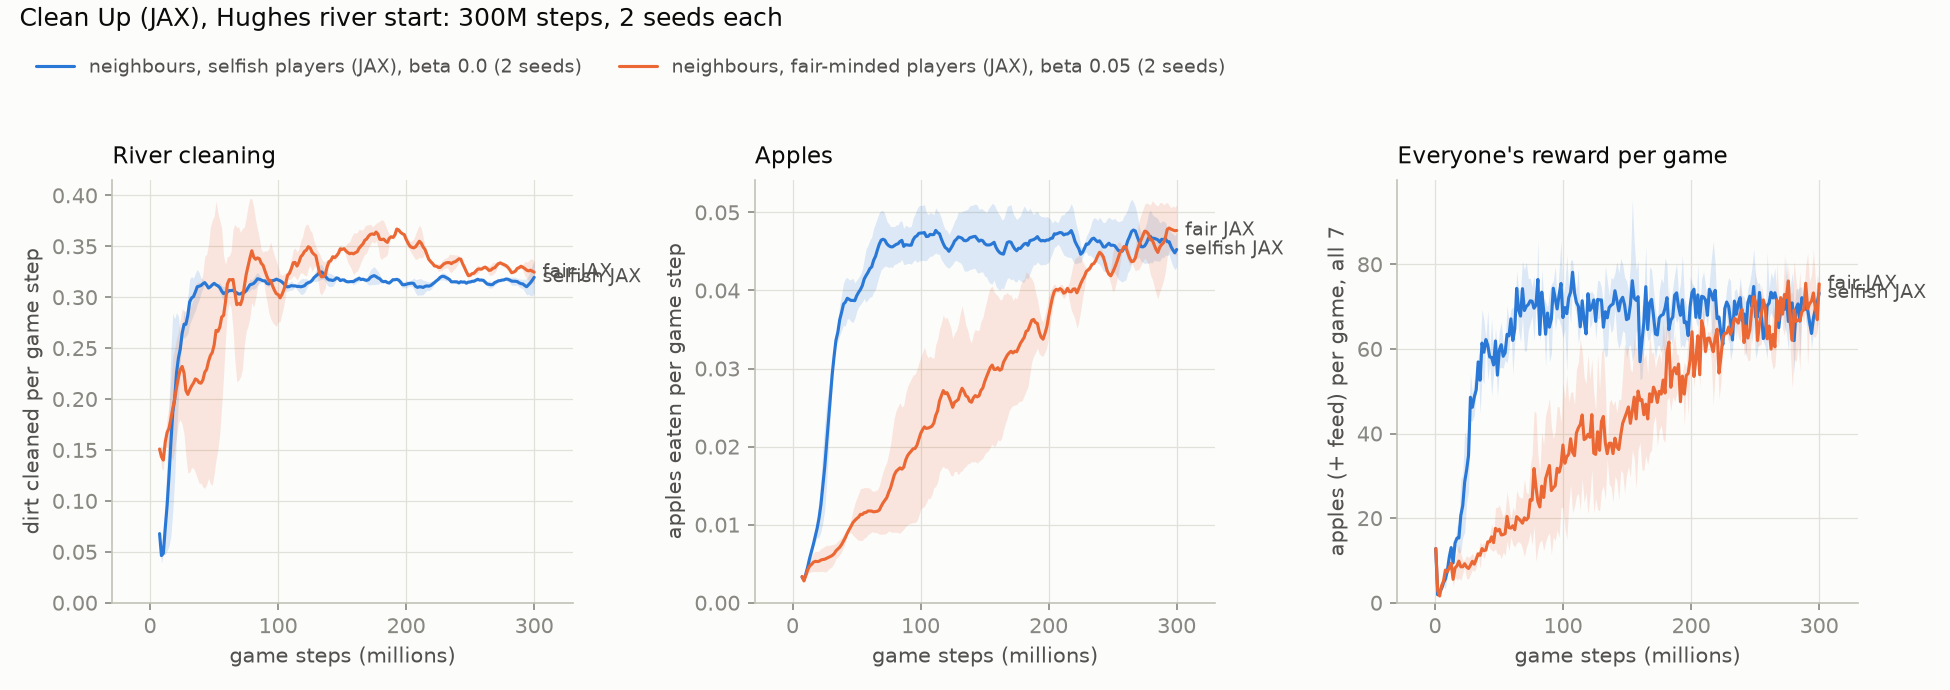 Clean Up (JAX), Hughes river start: 300M steps, 2 seeds each
neighbours, selfish players (JAX), beta 0.0 (2 seeds)
neighbours, fair-minded players (JAX), beta 0.05 (2 seeds)
River cleaning
dirt cleaned per game step
0.40
0.35
0.30
0.25
0.20
0.15
0.10
0.05
0.00
fair JAX
selfish JAX
0 100 200 300
game steps (millions)
Apples
apples eaten per game step
0.05
0.04
0.03
0.02
0.01
0.00
fair JAX
selfish JAX
0 100 200 300
game steps (millions)
Everyone's reward per game
apples (+ feed) per game, all 7
80
60
40
20
0
fair JAX
selfish JAX
0 100 200 300
game steps (millions)